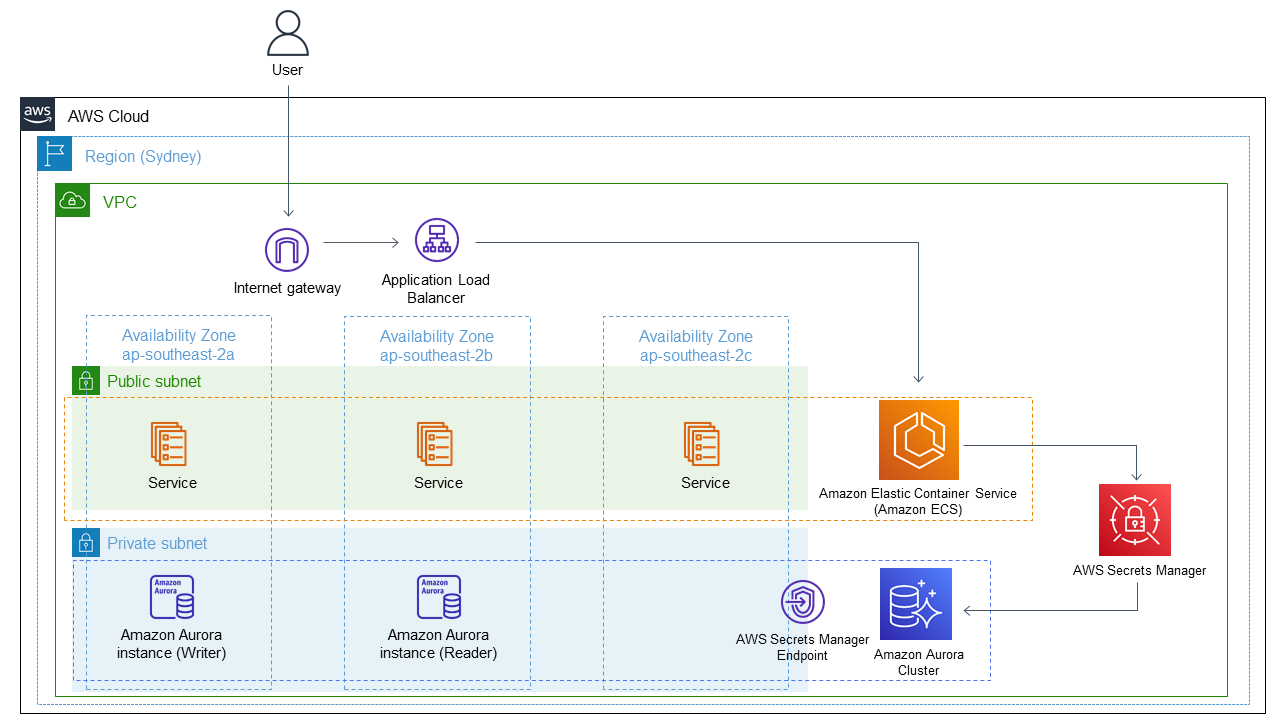 User
aws
AWS Cloud
Region (Sydney)
VPC
Internet gateway
Application Load
Balancer
Availability Zone
ap-southeast-2a
Availability Zone
ap-southeast-2b
Availability Zone
ap-southeast-2c
Public subnet
Service
Service
Service
Amazon Elastic Container Service
(Amazon ECS)
AWS Secrets Manager
Private subnet
Amazon
Aurora
Amazon Aurora
instance (Writer)
Amazon
Aurora
Amazon Aurora
instance (Reader)
AWS Secrets Manager
Endpoint
Amazon Aurora
Cluster